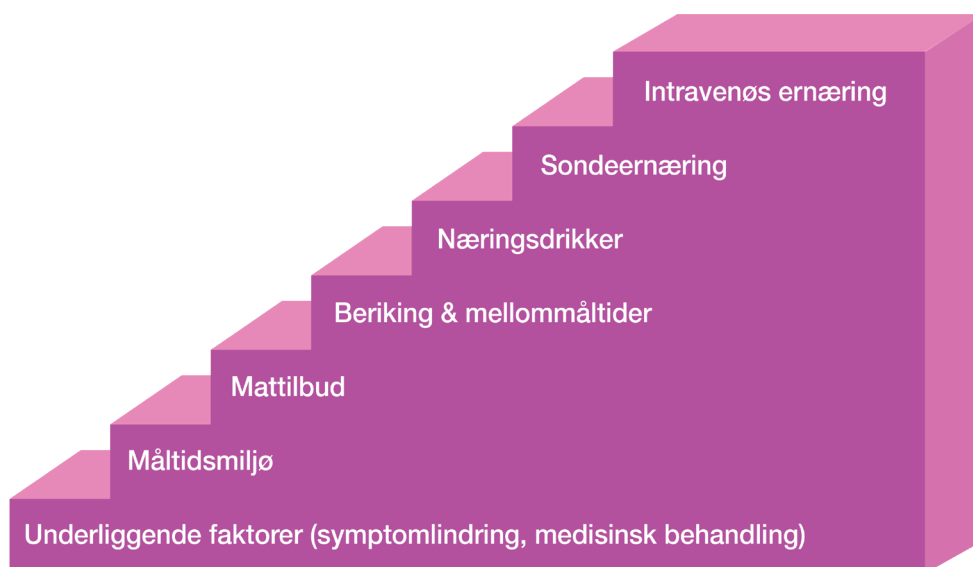 Intravenøs ernæring
Sondeernæring
Næringsdrikker
Beriking & mellommåltider
Mattilbud
Måltidsmiljø
Underliggende faktorer (symptomlindring, medisinsk behandling)